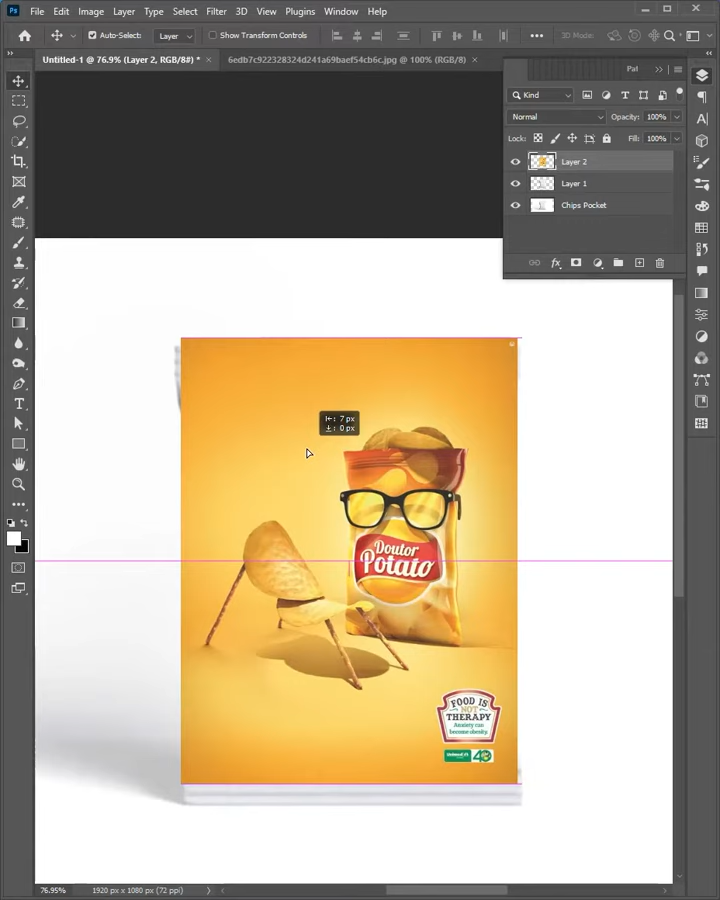 Ps File Edit Image Layer Type Select Filter 3D View Plugins Window Help
Auto-Select: Layer Show Transform Controls 3D Mode:
Untitled-1 @ 76.9% (Layer 2, RGB/8#) * × 6edb7c922328324d241a69baef54cb6c.jpg @ 100% (RGB/8) ×
Pat
Kind
Normal Opacity: 100%
Lock: Fill: 100%
Layer 2
Layer 1
Chips Pocket
fx
7 px
0 px
Doutor
Potato
FOOD IS
NOT
THERAPY
Anxiety can
become obesity.
40
76.95% 1920 px x 1080 px (72 ppi)